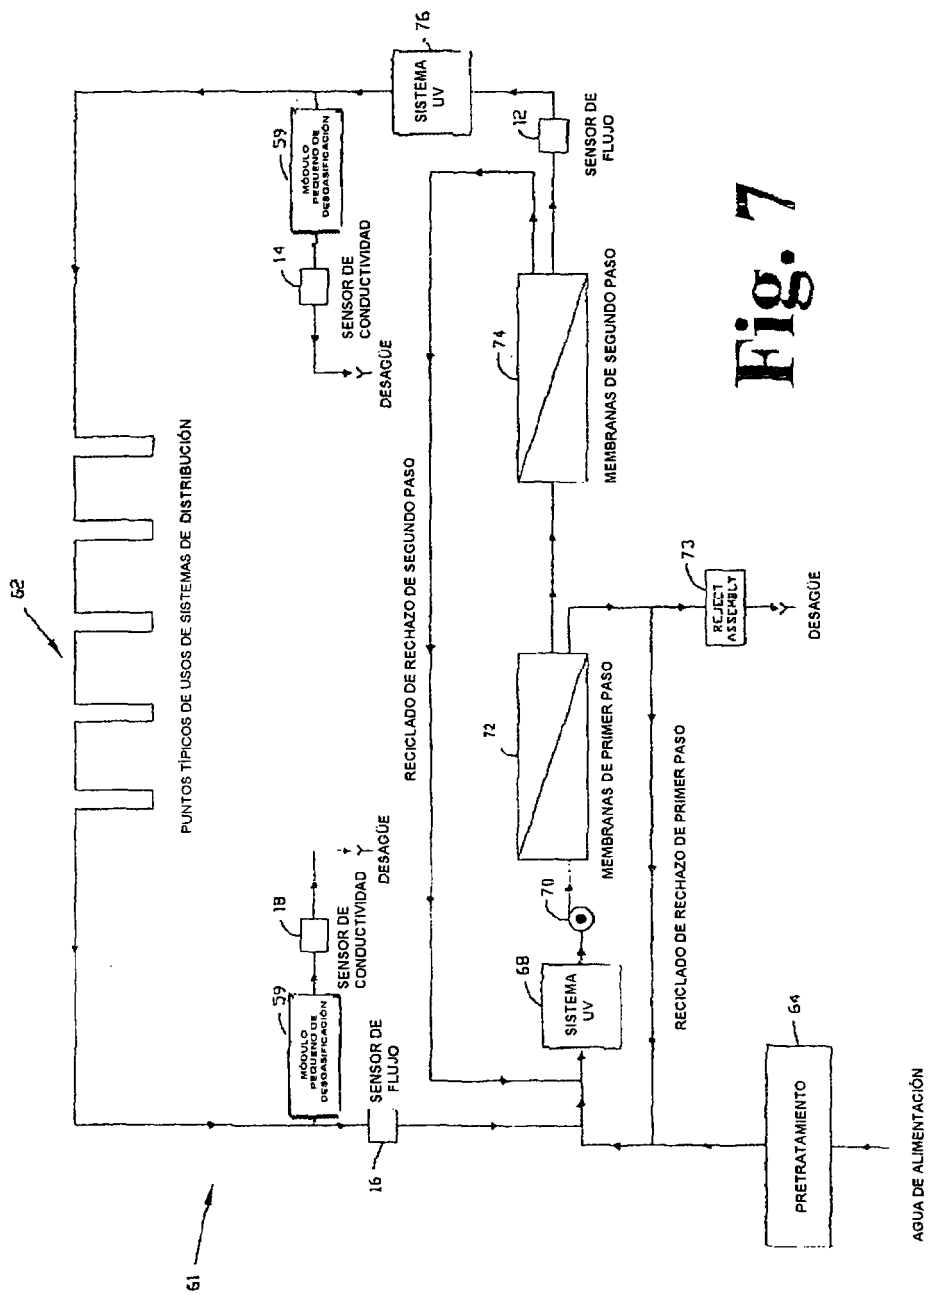 62
61
PUNTOS TÍPICOS DE USOS DE SISTEMAS DE DISTRIBUCIÓN
59
MÓDULO
PEQUENO DE
DESGASIFICACIÓN
18
SENSOR DE
CONDUCTIVIDAD
DESAGÜE
14
SENSOR DE
CONDUCTIVIDAD
DESAGÜE
59
MÓDULO
PEQUENO DE
DESGASIFICACIÓN
76
SISTEMA
UV
16
SENSOR DE
FLUJO
RECICLADO DE RECHAZO DE SEGUNDO PASO
68
SISTEMA
UV
70
72
MEMBRANAS DE PRIMER PASO
74
MEMBRANAS DE SEGUNDO PASO
12
SENSOR DE
FLUJO
RECICLADO DE RECHAZO DE PRIMER PASO
73
REJECT
ASSEMBLY
DESAGÜE
64
PRETRATAMIENTO
AGUA DE ALIMENTACIÓN
Fig. 7